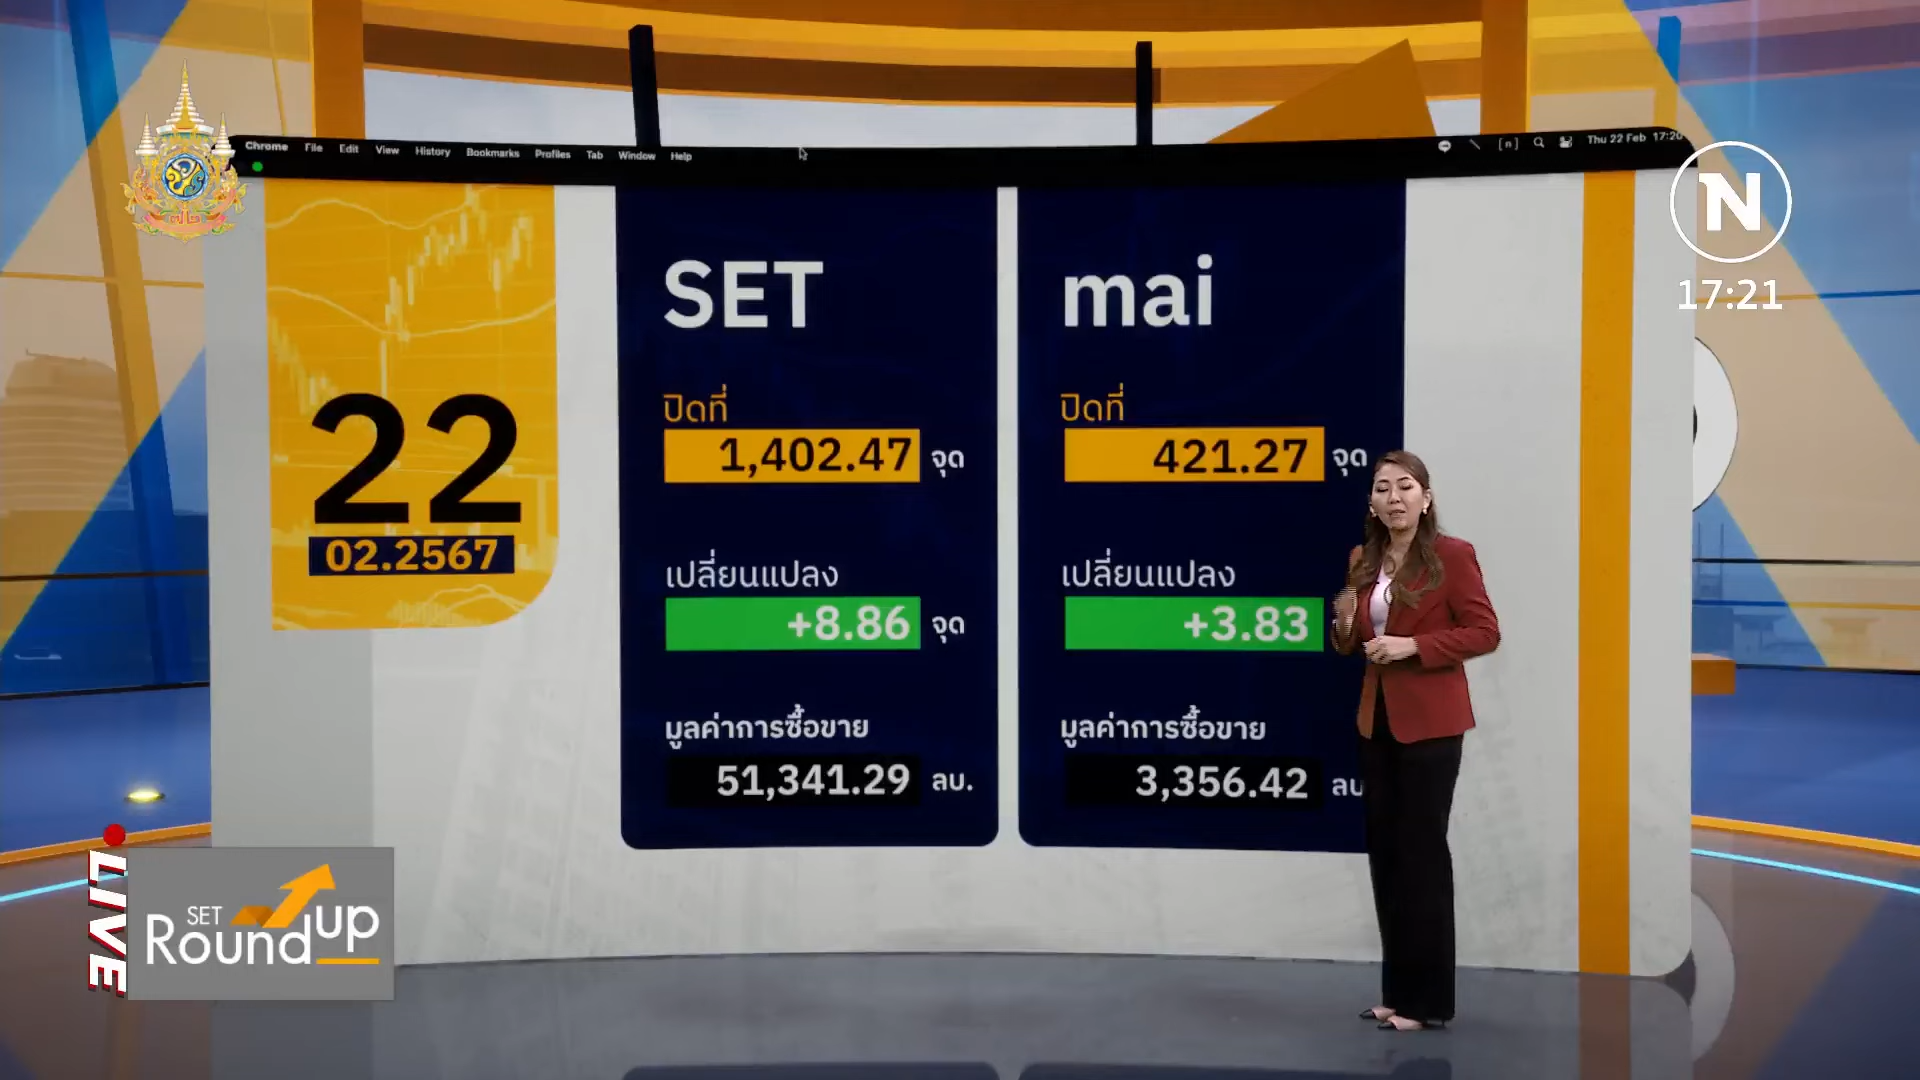 Chrome File Edit View History Bookmarks Profiles Tab Window Help
Thu 22 Feb 17:20
N
17:21
22
02.2567
SET
ปิดที่
1,402.47 จุด
เปลี่ยนแปลง
+8.86 จุด
มูลค่าการซื้อขาย
51,341.29 ลบ.
mai
ปิดที่
421.27 จุด
เปลี่ยนแปลง
+3.83
มูลค่าการซื้อขาย
3,356.42 ลบ
LIVE
SET
Roundup